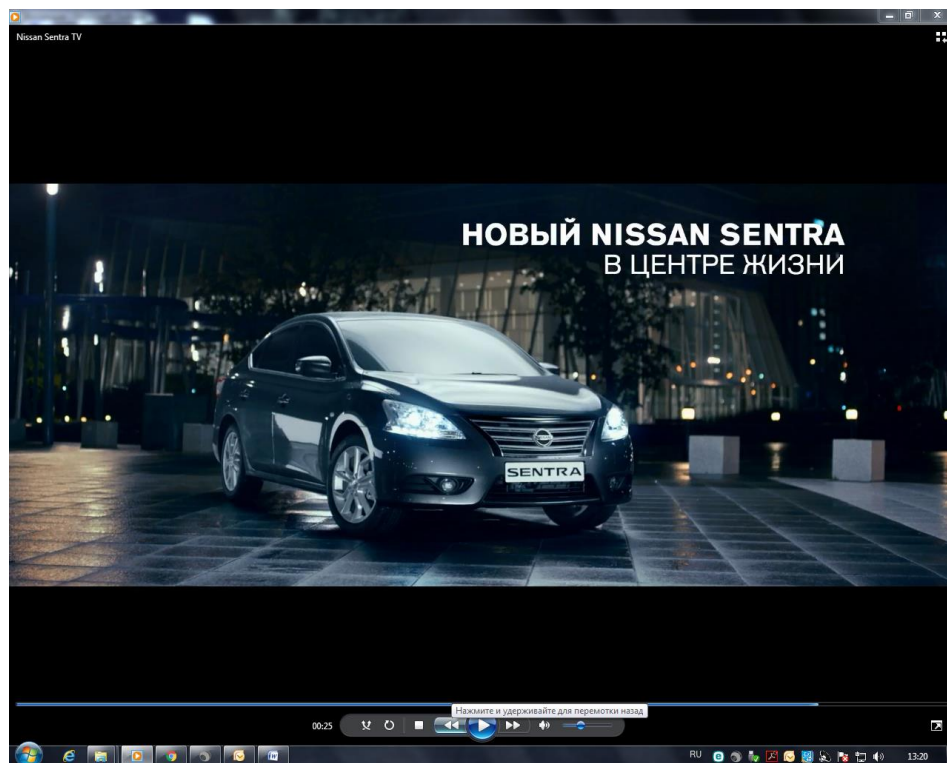 Nissan Sentra TV
НОВЫЙ NISSAN SENTRA
В ЦЕНТРЕ ЖИЗНИ
SENTRA
Нажмите и удерживайте для перемотки назад
00:25
RU
13:20